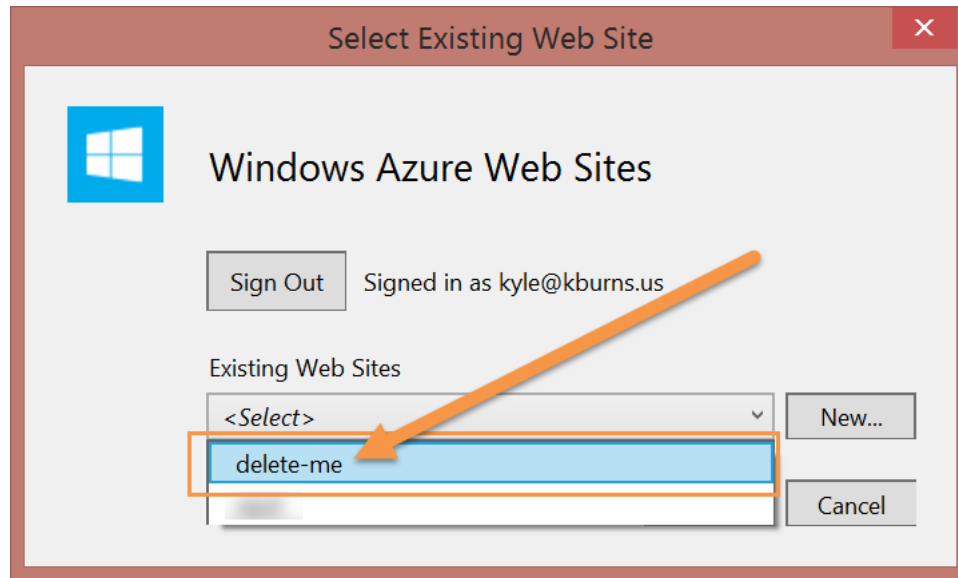 Select Existing Web Site
Windows Azure Web Sites
Sign Out Signed in as kyle@kburns.us
Existing Web Sites
<Select> New...
delete-me
Cancel